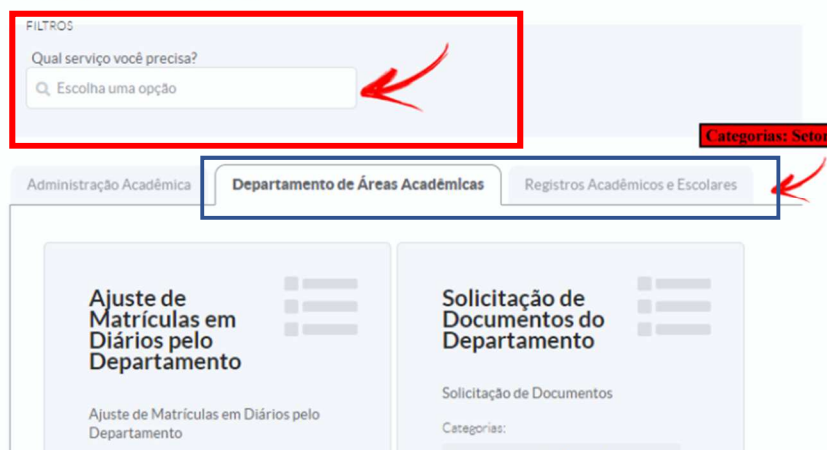 FILTROS
Qual serviço você precisa?
Escolha uma opção
Categorias: Setor
Administração Acadêmica
Departamento de Áreas Acadêmicas
Registros Acadêmicos e Escolares
Ajuste de
Matrículas em
Diários pelo
Departamento
Ajuste de Matrículas em Diários pelo
Departamento
Solicitação de
Documentos do
Departamento
Solicitação de Documentos
Categorias: